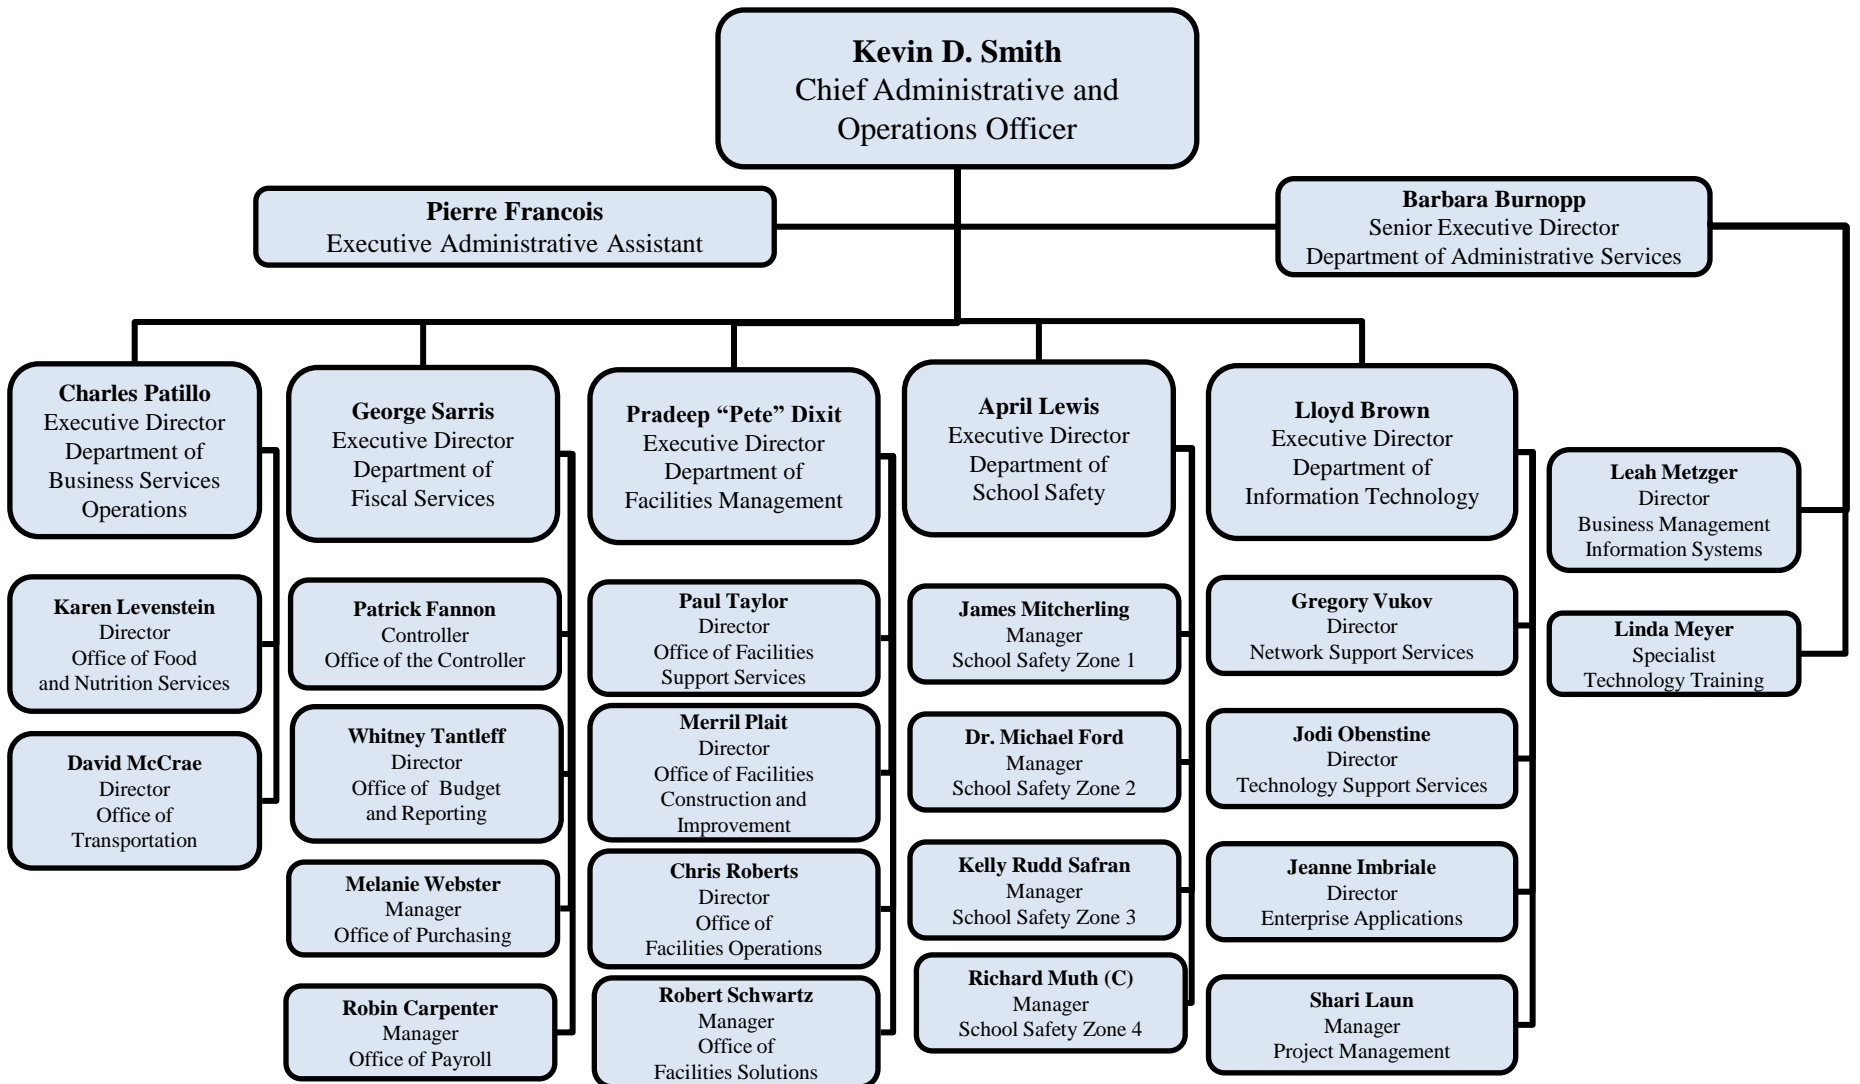 Kevin D. Smith
Chief Administrative and
Operations Officer
Pierre Francois
Executive Administrative Assistant
Barbara Burnopp
Senior Executive Director
Department of Administrative Services
Charles Patillo
Executive Director
Department of
Business Services
Operations
Karen Levenstein
Director
Office of Food
and Nutrition Services
David McCrae
Director
Office of
Transportation
George Sarris
Executive Director
Department of
Fiscal Services
Patrick Fannon
Controller
Office of the Controller
Whitney Tantleff
Director
Office of Budget
and Reporting
Melanie Webster
Manager
Office of Purchasing
Robin Carpenter
Manager
Office of Payroll
Pradeep “Pete” Dixit
Executive Director
Department of
Facilities Management
Paul Taylor
Director
Office of Facilities
Support Services
Merril Plait
Director
Office of Facilities
Construction and
Improvement
Chris Roberts
Director
Office of
Facilities Operations
Robert Schwartz
Manager
Office of
Facilities Solutions
April Lewis
Executive Director
Department of
School Safety
James Mitcherling
Manager
School Safety Zone 1
Dr. Michael Ford
Manager
School Safety Zone 2
Kelly Rudd Safran
Manager
School Safety Zone 3
Richard Muth (C)
Manager
School Safety Zone 4
Lloyd Brown
Executive Director
Department of
Information Technology
Gregory Vukov
Director
Network Support Services
Jodi Obenstine
Director
Technology Support Services
Jeanne Imbriale
Director
Enterprise Applications
Shari Laun
Manager
Project Management
Leah Metzger
Director
Business Management
Information Systems
Linda Meyer
Specialist
Technology Training